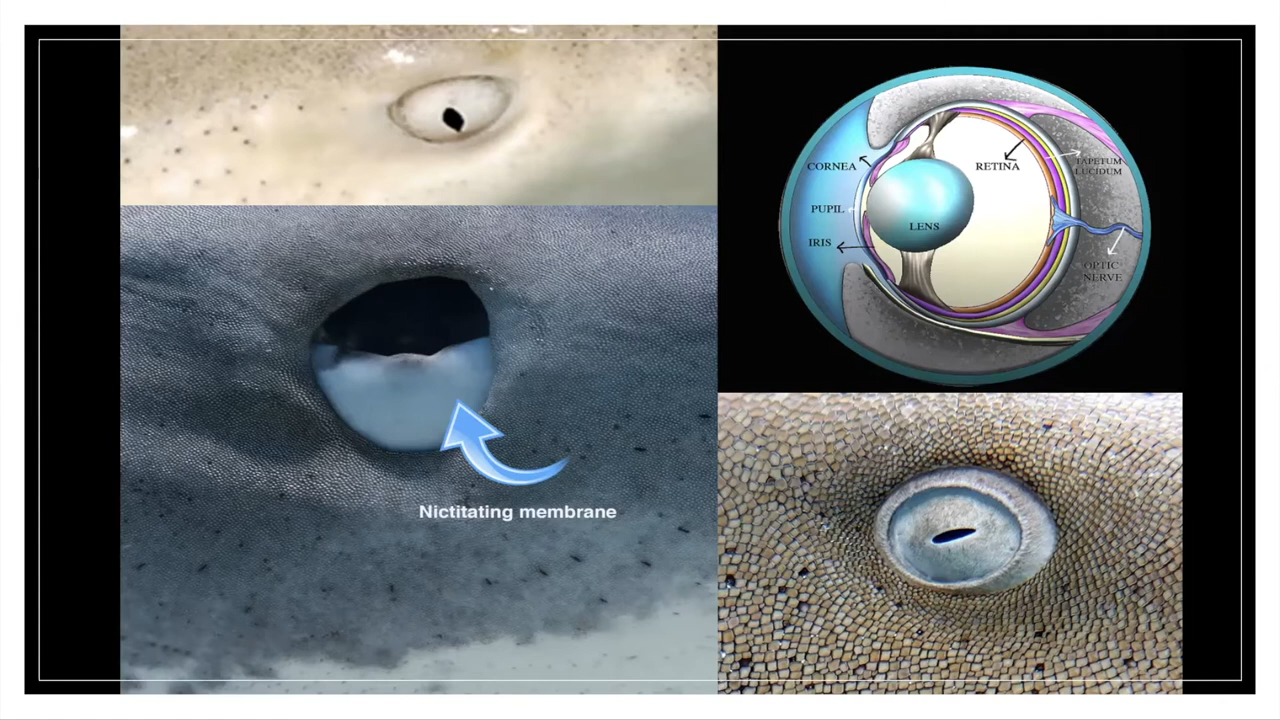 CORNEA
RETINA
TAPETUM
LUCIDUM
PUPIL
LENS
IRIS
OPTIC
NERVE
Nictitating membrane